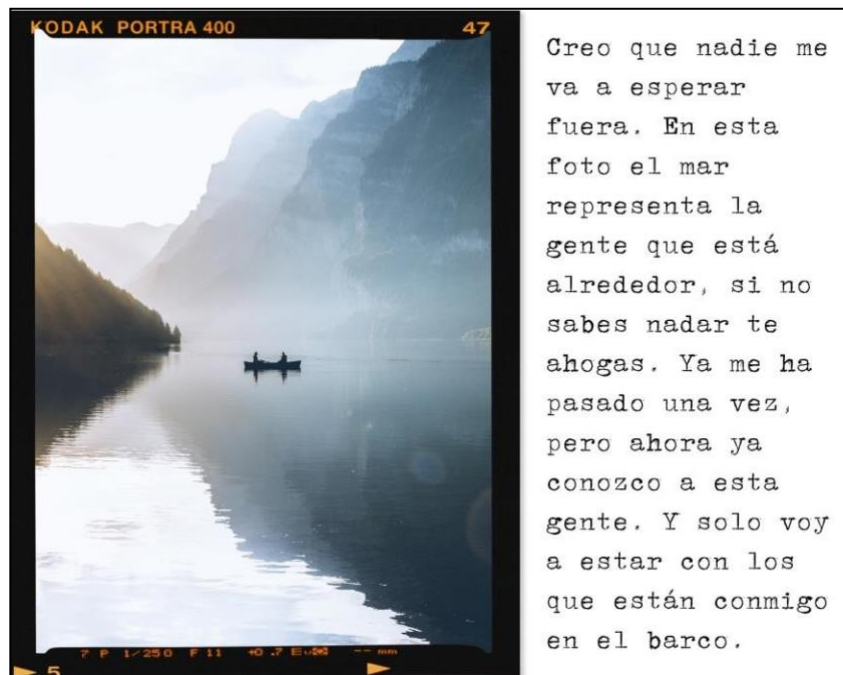 KODAK PORTRA 400 47
Creo que nadie me
va a esperar
fuera. En esta
foto el mar
representa la
gente que está
alrededor, si no
sabes nadar te
ahogas. Ya me ha
pasado una vez,
pero ahora ya
conozco a esta
gente. Y solo voy
a estar con los
que están conmigo
en el barco.
7 P 1/250 F 11 +0.7
mm
5